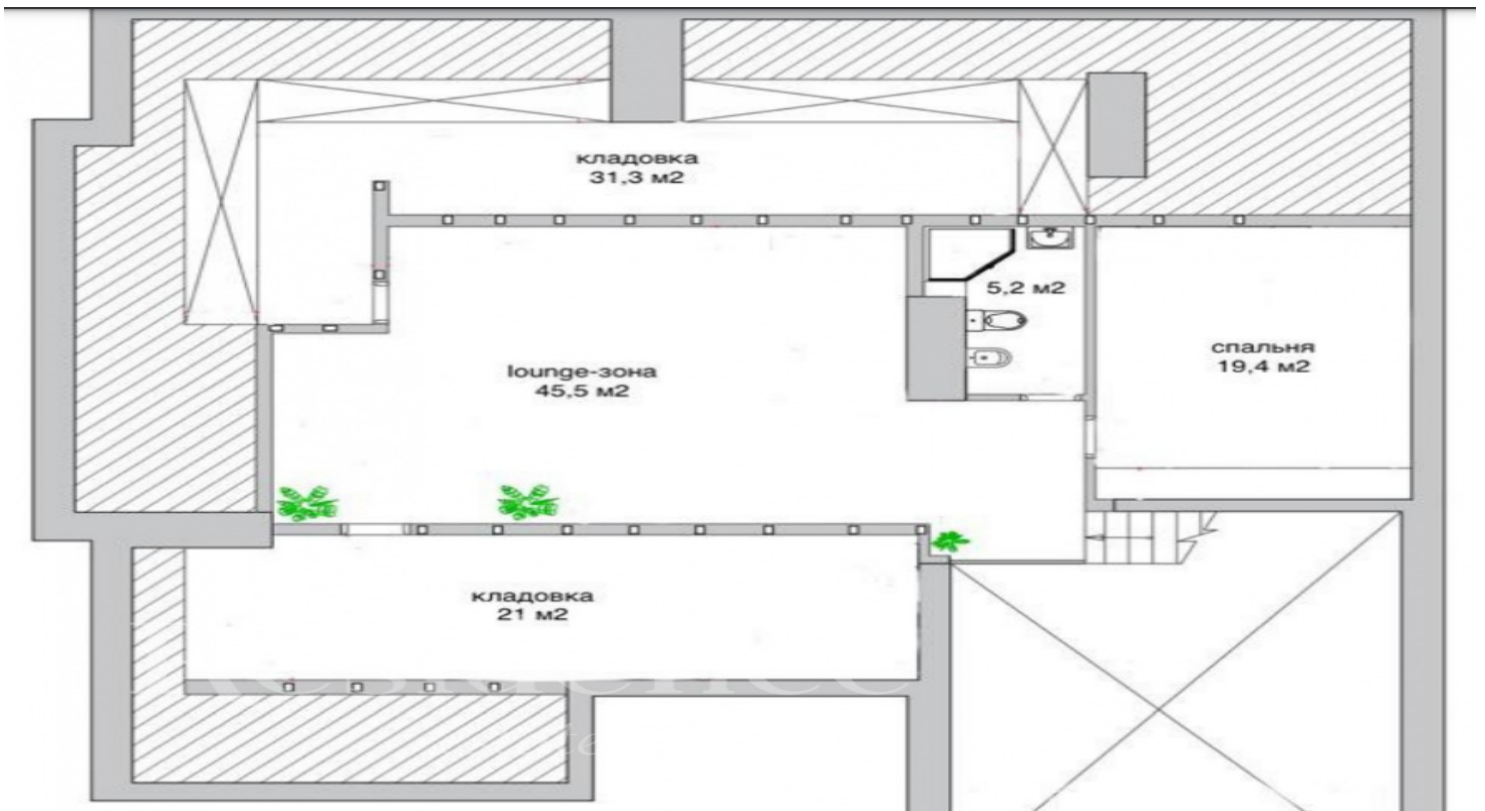 кладовка
31,3 м2
5,2 м2
спальня
19,4 м2
lounge-зона
45,5 м2
кладовка
21 м2